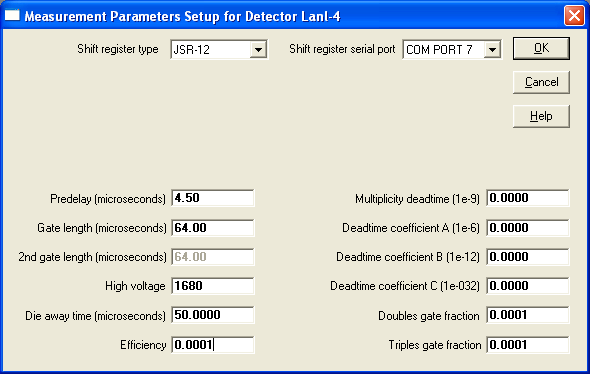 Measurement Parameters Setup for Detector Lanl-4
Shift register type JSR-12 Shift register serial port COM PORT 7 OK
Cancel
Help
Predelay (microseconds) 4.50 Multiplicity deadtime (1e-9) 0.0000
Gate length (microseconds) 64.00 Deadtime coefficient A (1e-6) 0.0000
2nd gate length (microseconds) 64.00 Deadtime coefficient B (1e-12) 0.0000
High voltage 1680 Deadtime coefficient C (1e-032) 0.0000
Die away time (microseconds) 50.0000 Doubles gate fraction 0.0001
Efficiency 0.0001 Triples gate fraction 0.0001